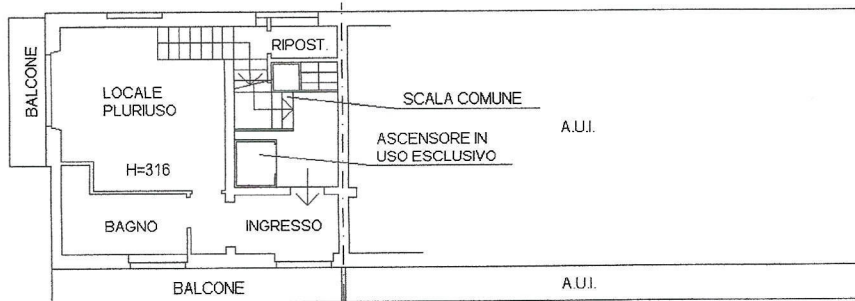 BALCONE
RIPOST.
LOCALE
PLURIUSO
SCALA COMUNE
A.U.I.
ASCENSORE IN
USO ESCLUSIVO
H=316
BAGNO
INGRESSO
BALCONE
A.U.I.